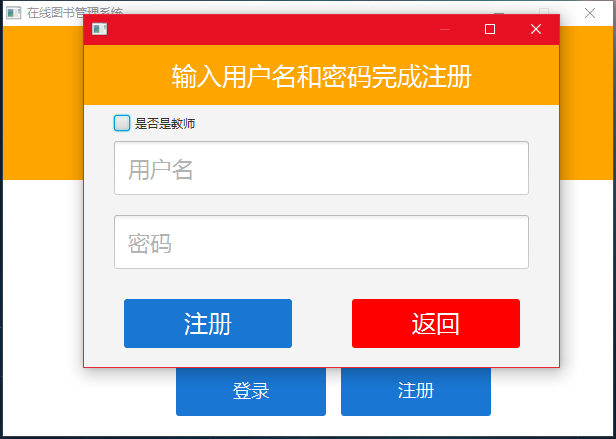 在线图书管理系统
输入用户名和密码完成注册
是否是教师
用户名
密码
注册
返回
登录
注册